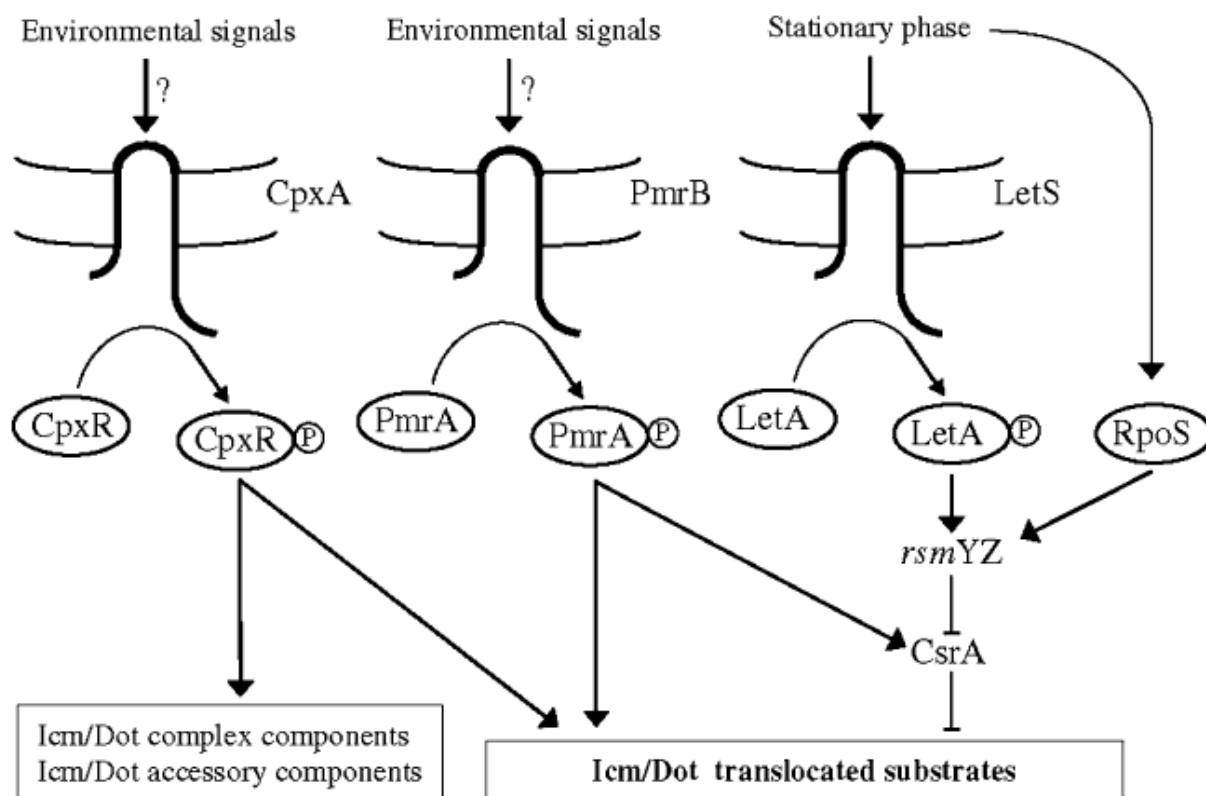 Environmental signals
Environmental signals
Stationary phase
?
?
CpxA
PmrB
LetS
CpxR
CpxR
P
PmrA
PmrA
P
LetA
LetA
P
RpoS
rsmYZ
CsrA
Icm/Dot complex components
Icm/Dot accessory components
Icm/Dot translocated substrates